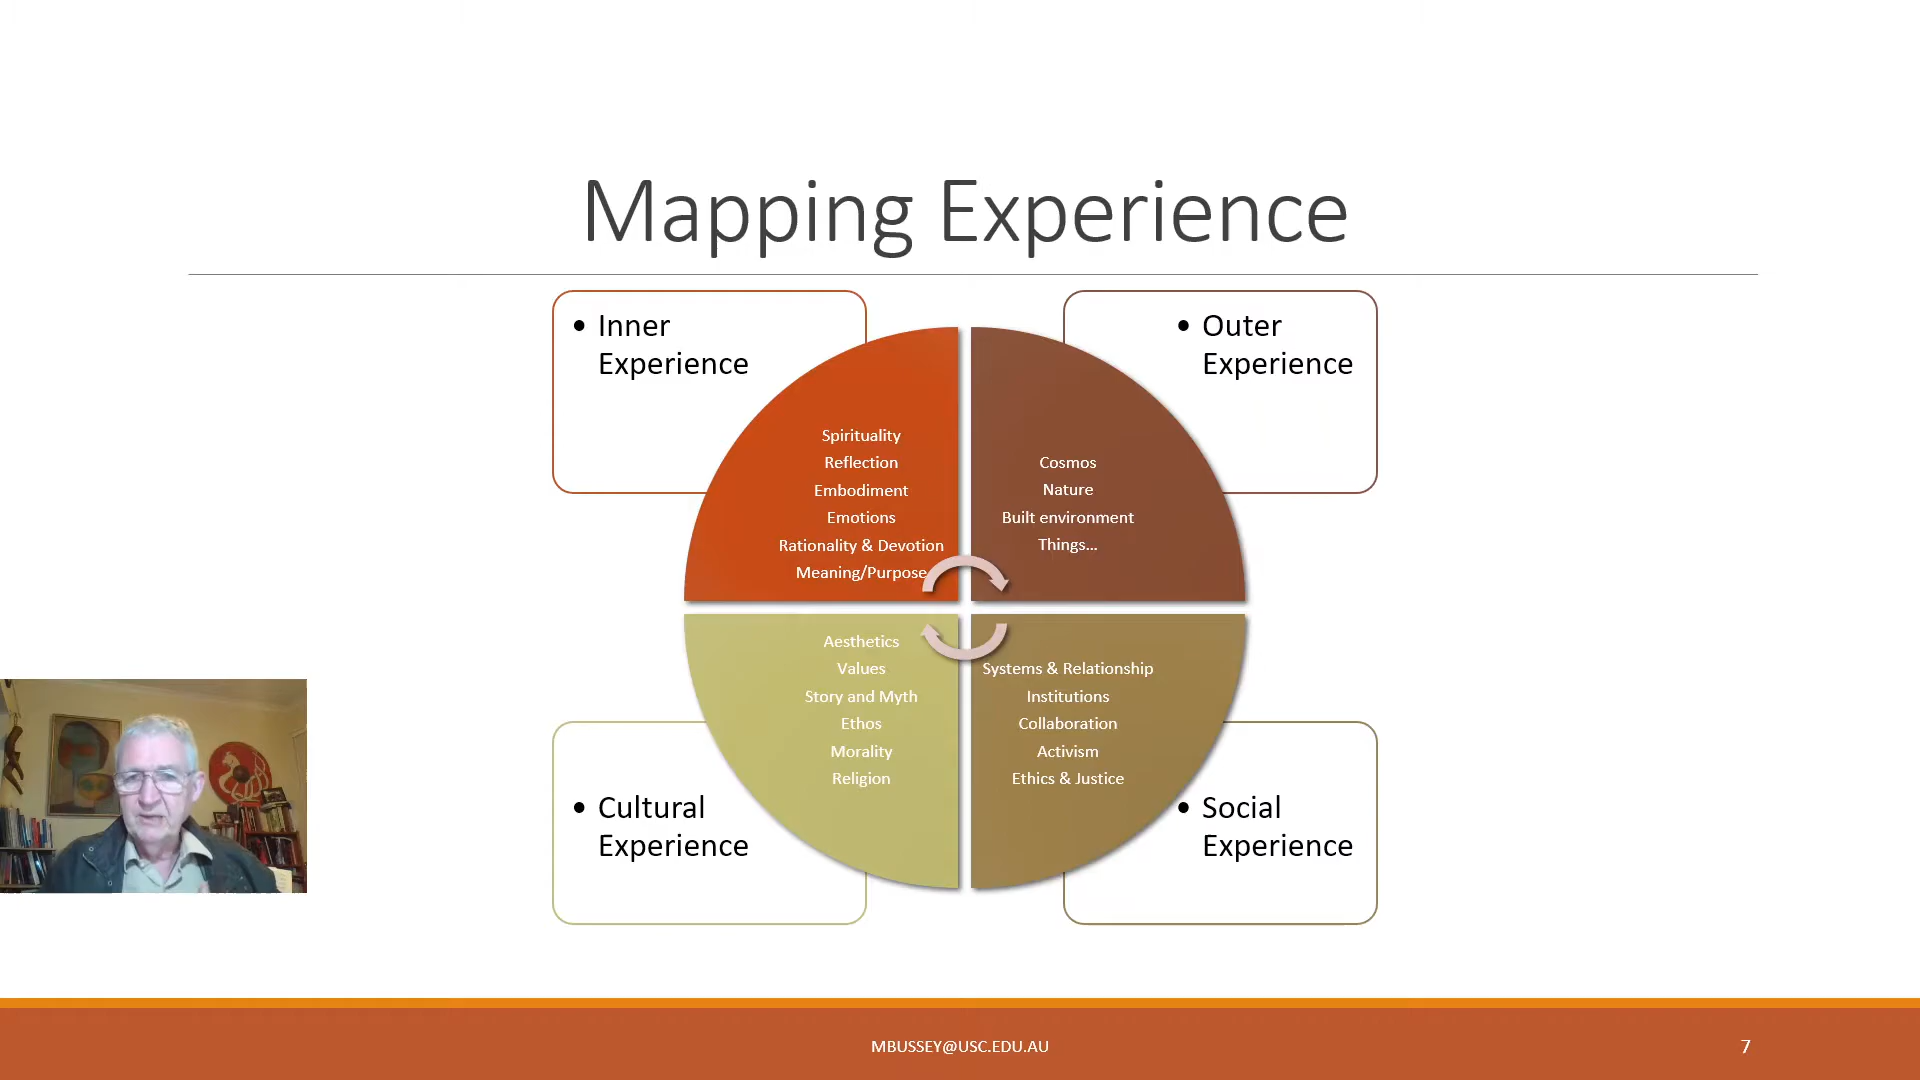 Mapping Experience
• Inner
Experience
• Outer
Experience
Spirituality
Reflection
Embodiment
Emotions
Rationality & Devotion
Meaning/Purpose
Cosmos
Nature
Built environment
Things...
Aesthetics
Values
Story and Myth
Ethos
Morality
Religion
Systems & Relationship
Institutions
Collaboration
Activism
Ethics & Justice
• Cultural
Experience
• Social
Experience
MBUSSEY@USC.EDU.AU
7